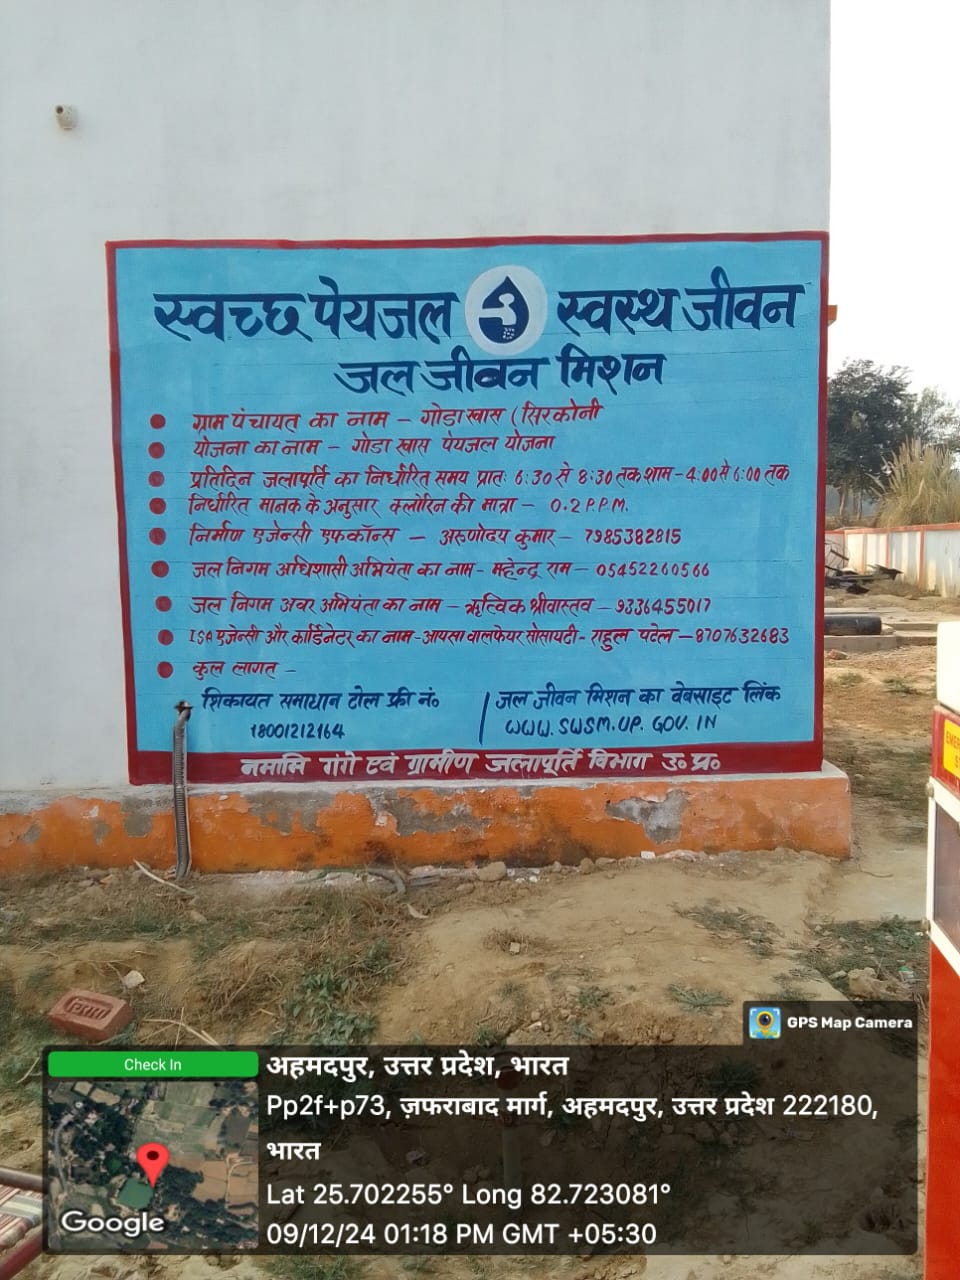 स्वच्छ पेयजल स्वस्थ जीवन
जल जीवन मिशन
ग्राम पंचायत का नाम – गोडा खास (सिरकोनी
योजना का नाम – गोडा खास पेयजल योजना
प्रतिदिन जलापूर्ति का निर्धारित समय प्रातः 6:30 से 8:30 तक शाम – 4:00 से 6:00 तक
निर्धारित मानक के अनुसार क्लोरिन की मात्रा – 0.2 P.P.M.
निर्माण एजेन्सी एफकॉन्स – अरुणोदय कुमार – 7985382815
जल निगम अधिशासी अभियंता का नाम – महेन्द्र राम – 05452260566
जल निगम अवर अभियंता का नाम – ऋत्विक श्रीवास्तव – 9336455017
ISA एजेन्सी और कार्डिनेटर का नाम – आपसा वालफेयर सोसायटी – राहुल पटेल – 8707632683
कुल लागत –
शिकायत समाधान टोल फ्री नं॰
18001212164
जल जीवन मिशन का वेबसाइट लिंक
WWW.SWSM.UP.GOV.IN
नमामि गंगे एवं ग्रामीण जलापूर्ति विभाग उ॰ प्र॰
GPS Map Camera
Check In
अहमदपुर, उत्तर प्रदेश, भारत
Pp2f+p73, ज़फराबाद मार्ग, अहमदपुर, उत्तर प्रदेश 222180,
भारत
Lat 25.702255° Long 82.723081°
09/12/24 01:18 PM GMT +05:30
Google